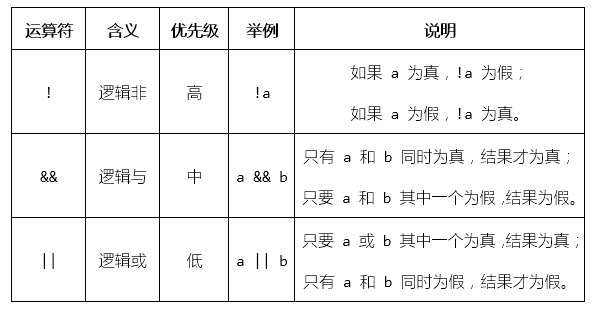 运算符 含义 优先级 举例 说明
如果 a 为真，!a 为假；
! 逻辑非 高 !a
如果 a 为假，!a 为真。
只有 a 和 b 同时为真，结果才为真；
&& 逻辑与 中 a && b
只要 a 和 b 其中一个为假，结果为假。
只要 a 或 b 其中一个为真，结果为真；
|| 逻辑或 低 a || b
只有 a 和 b 同时为假，结果才为假。